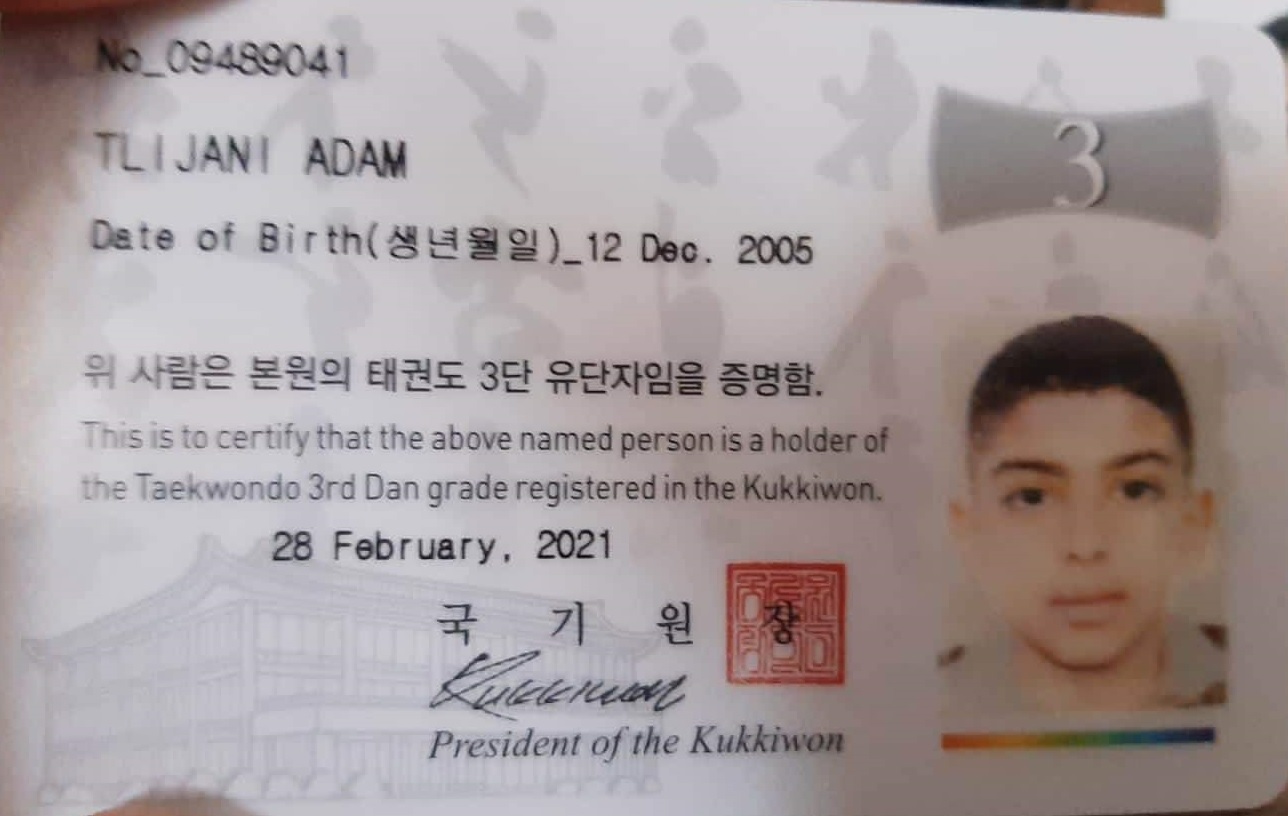 No_09489041
3
TLIJANI ADAM
Date of Birth(생년월일)_12 Dec. 2005
위 사람은 본원의 태권도 3단 유단자임을 증명함.
This is to certify that the above named person is a holder of
the Taekwondo 3rd Dan grade registered in the Kukkiwon.
28 February, 2021
국 기 원 장
Kukkiwon
President of the Kukkiwon